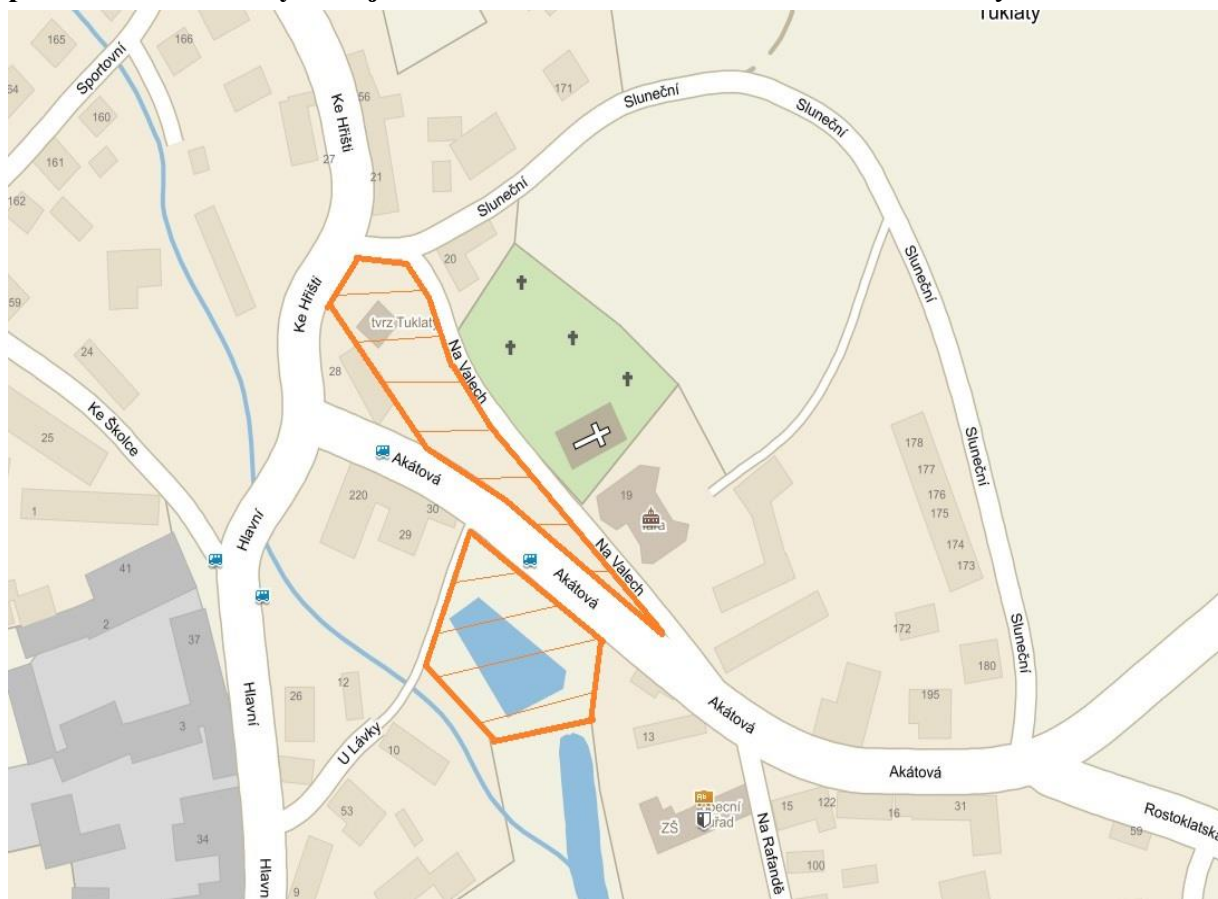 Tuklaty
165
166
Sportovní
64
160
161
162
171
56
Ke Hřišti
27
21
Sluneční
Sluneční
Sluneční
20
Ke Hřišti
59
tvrz Tuklaty
24
28
Na Valech
Sluneční
Ke Školce
25
Akátová
1
220
30
29
19
178
177
176
175
174
173
Sluneční
Hlavní
Na Valech
Akátová
41
2
37
172
180
Sluneční
26
12
195
Hlavní
3
U Lávky
10
13
Akátová
Akátová
53
ZŠ
15
122
16
31
Rostoklatská
59
34
100
Na Rafandě
9
Hlavn